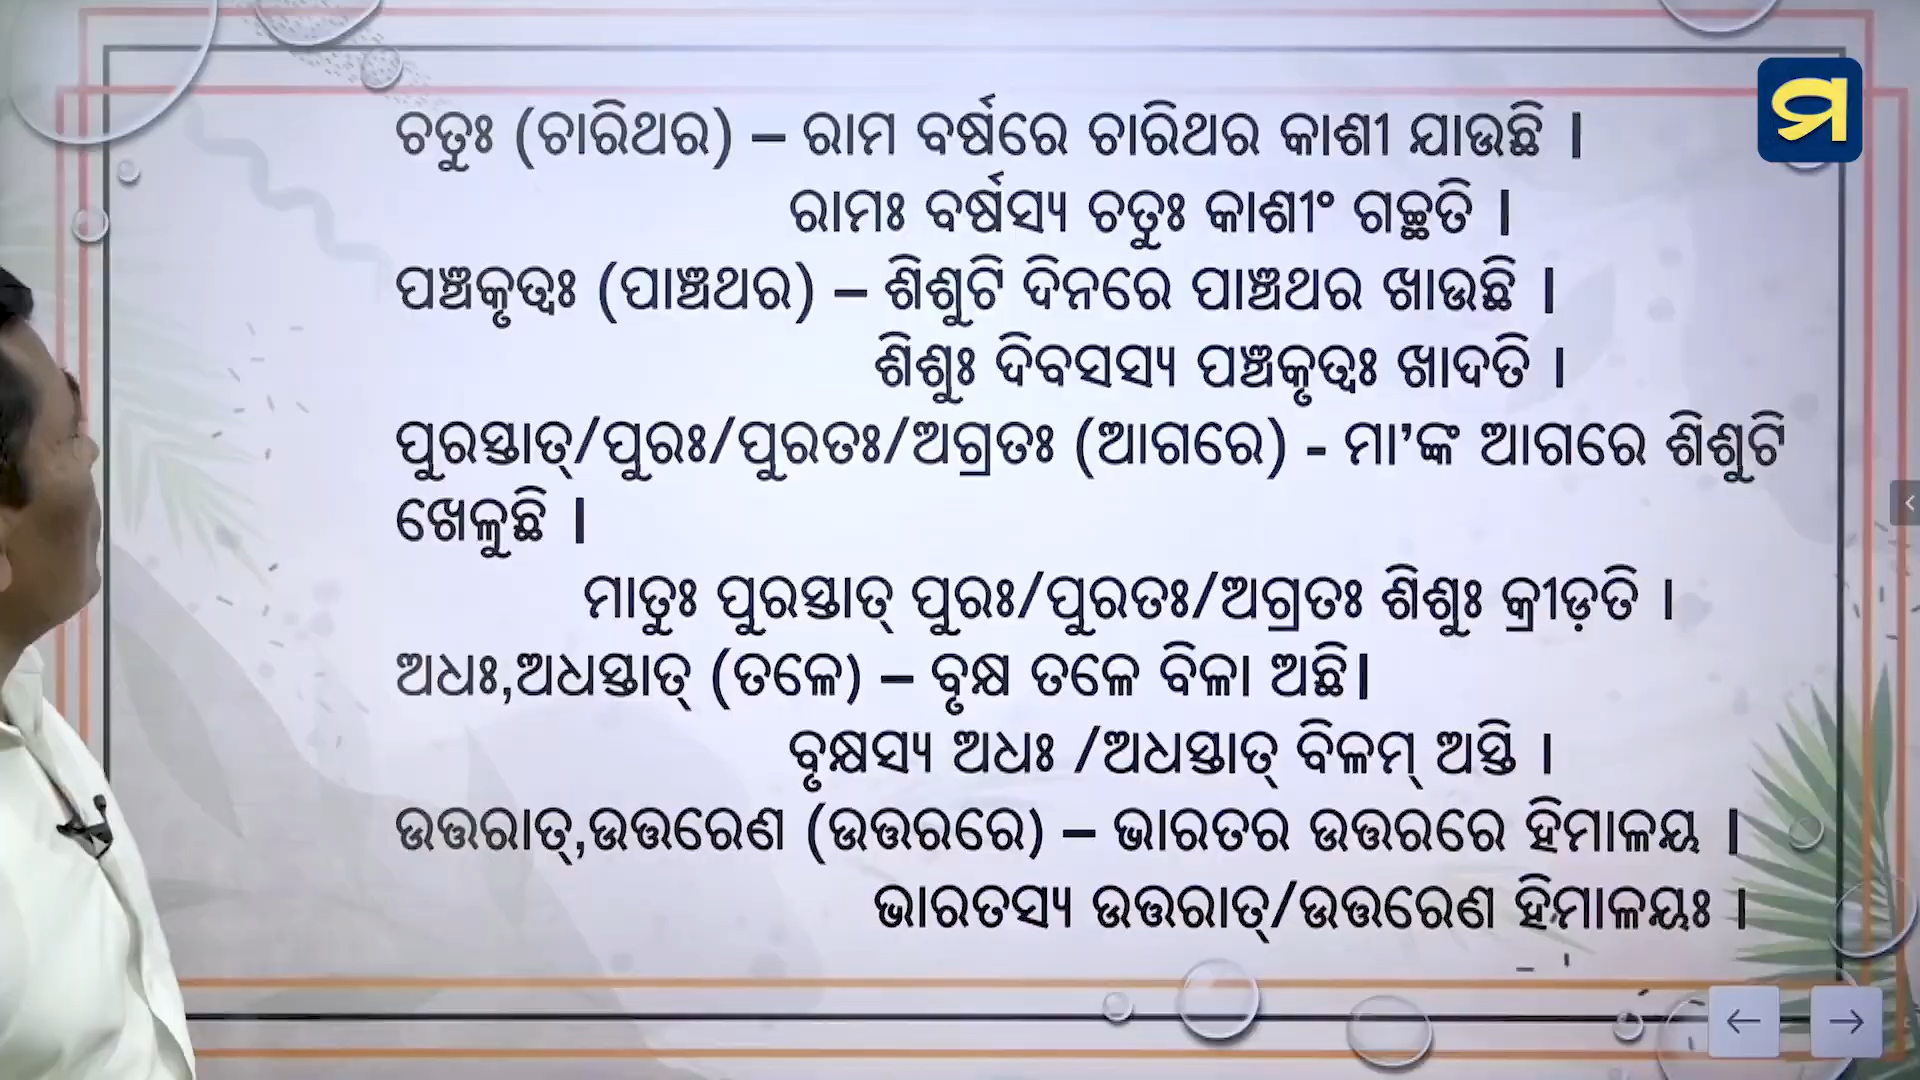 ମ
ଚତୁଃ (ଚାରିଥର) – ରାମ ବର୍ଷରେ ଚାରିଥର କାଶୀ ଯାଉଛି ।
ରାମଃ ବର୍ଷସ୍ୟ ଚତୁଃ କାଶୀଂ ଗଚ୍ଛତି ।
ପଞ୍ଚକୃତ୍ୱଃ (ପାଞ୍ଚଥର) – ଶିଶୁଟି ଦିନରେ ପାଞ୍ଚଥର ଖାଉଛି ।
ଶିଶୁଃ ଦିବସସ୍ୟ ପଞ୍ଚକୃତ୍ୱଃ ଖାଦତି ।
ପୁରସ୍ତାତ୍/ପୁରଃ/ପୁରତଃ/ଅଗ୍ରତଃ (ଆଗରେ) - ମା’ଙ୍କ ଆଗରେ ଶିଶୁଟି
ଖେଳୁଛି ।
ମାତୁଃ ପୁରସ୍ତାତ୍ ପୁରଃ/ପୁରତଃ/ଅଗ୍ରତଃ ଶିଶୁଃ କ୍ରୀଡ଼ତି ।
ଅଧଃ,ଅଧସ୍ତାତ୍ (ତଳେ) – ବୃକ୍ଷ ତଳେ ବିଳା ଅଛି।
ବୃକ୍ଷସ୍ୟ ଅଧଃ /ଅଧସ୍ତାତ୍ ବିଳମ୍ ଅସ୍ତି ।
ଉତ୍ତରାତ୍,ଉତ୍ତରେଣ (ଉତ୍ତରରେ) – ଭାରତର ଉତ୍ତରରେ ହିମାଳୟ ।
ଭାରତସ୍ୟ ଉତ୍ତରାତ୍/ଉତ୍ତରେଣ ହିମାଳୟଃ ।